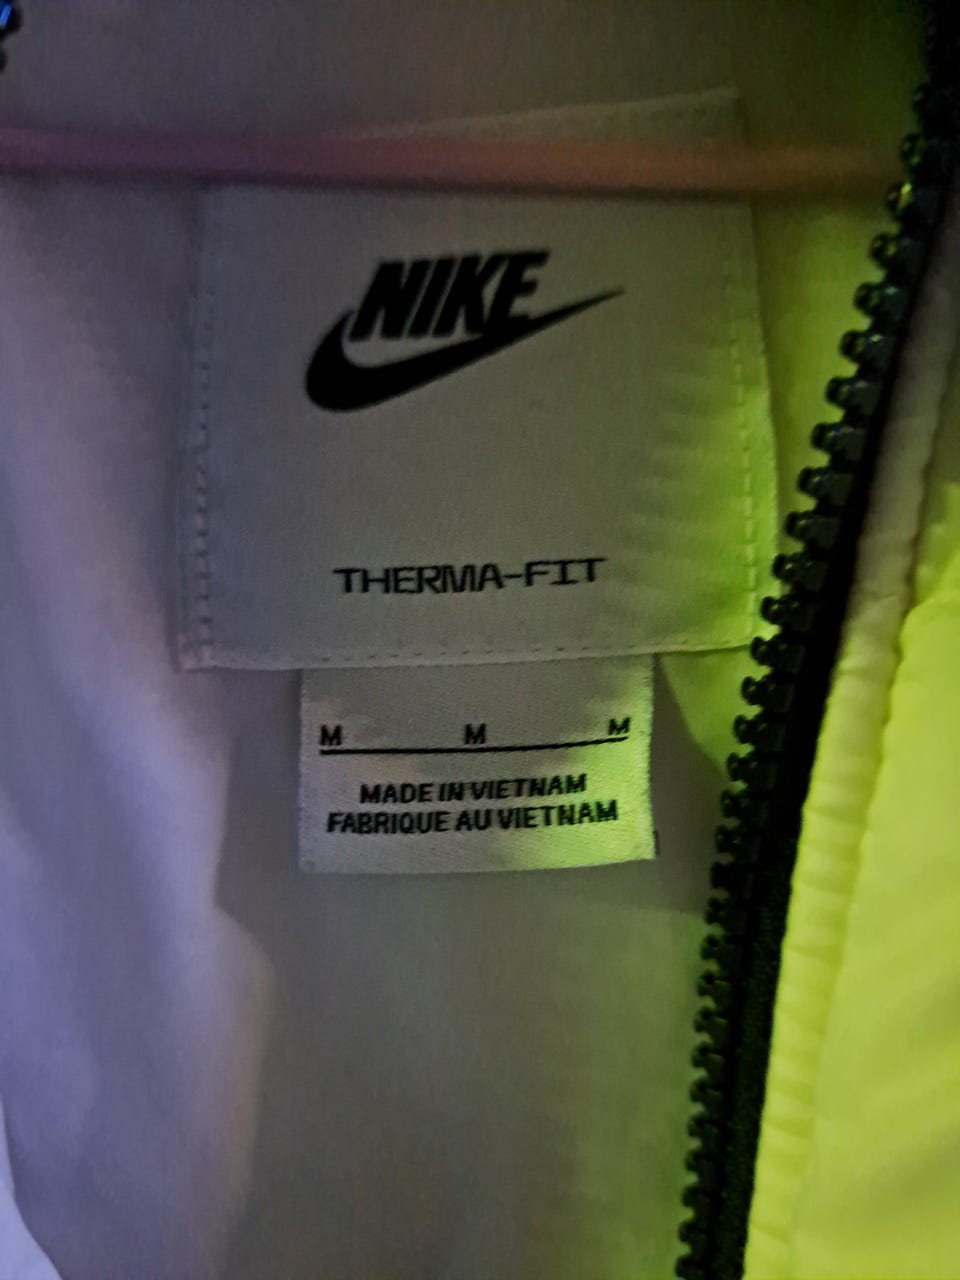 NIKE
THERMA-FIT
M M M
MADE IN VIETNAM
FABRIQUE AU VIETNAM